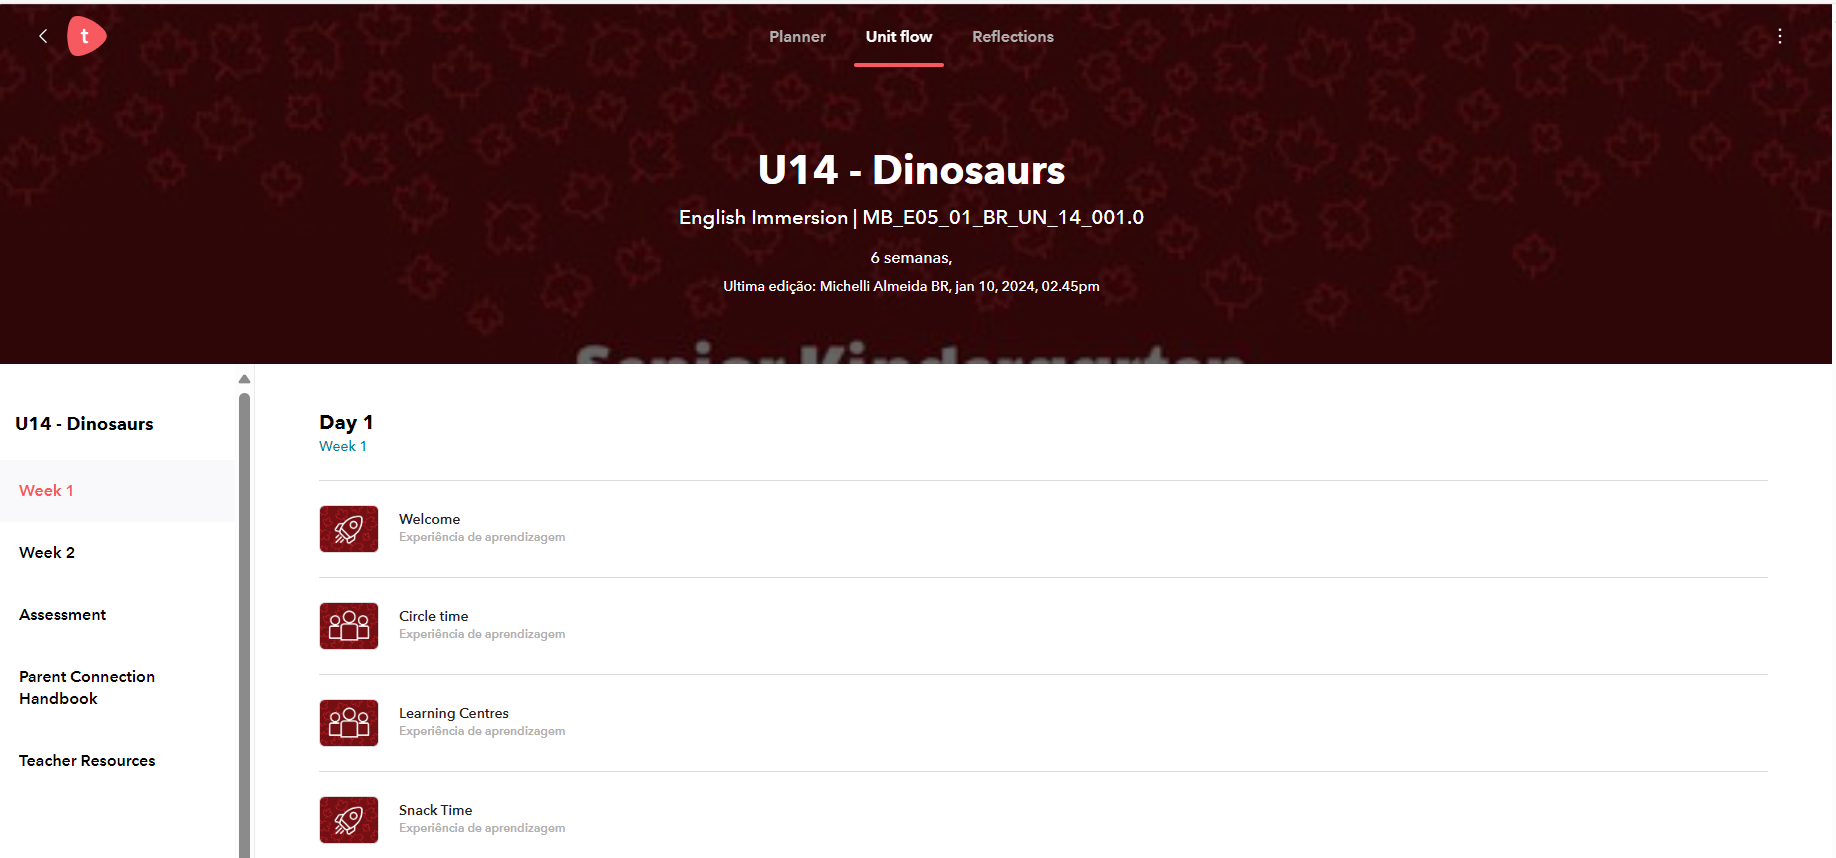 t
Planner
Unit flow
Reflections
U14 - Dinosaurs
English Immersion | MB_E05_01_BR_UN_14_001.0
6 semanas,
Ultima edição: Michelli Almeida BR, jan 10, 2024, 02.45pm
Senior Kindergarten
U14 - Dinosaurs
Week 1
Week 2
Assessment
Parent Connection
Handbook
Teacher Resources
Day 1
Week 1
Welcome
Experiência de aprendizagem
Circle time
Experiência de aprendizagem
Learning Centres
Experiência de aprendizagem
Snack Time
Experiência de aprendizagem